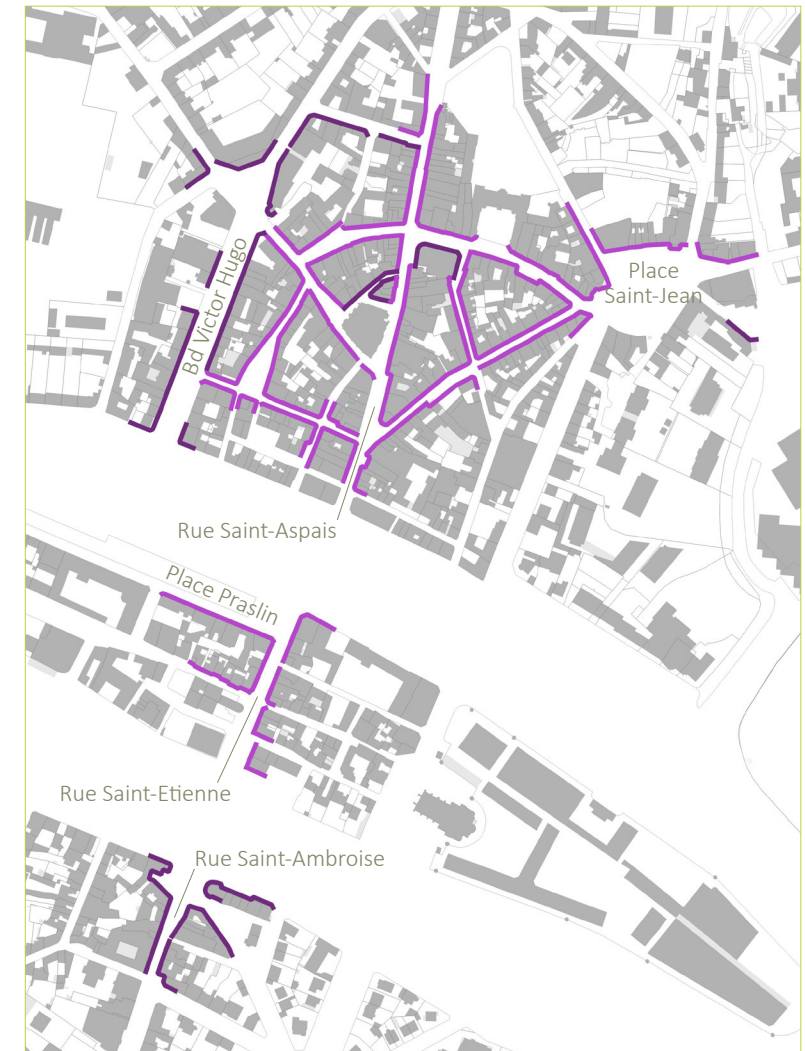 Bd Victor Hugo
Place
Saint-Jean
Rue Saint-Aspais
Place Praslin
Rue Saint-Etienne
Rue Saint-Ambroise